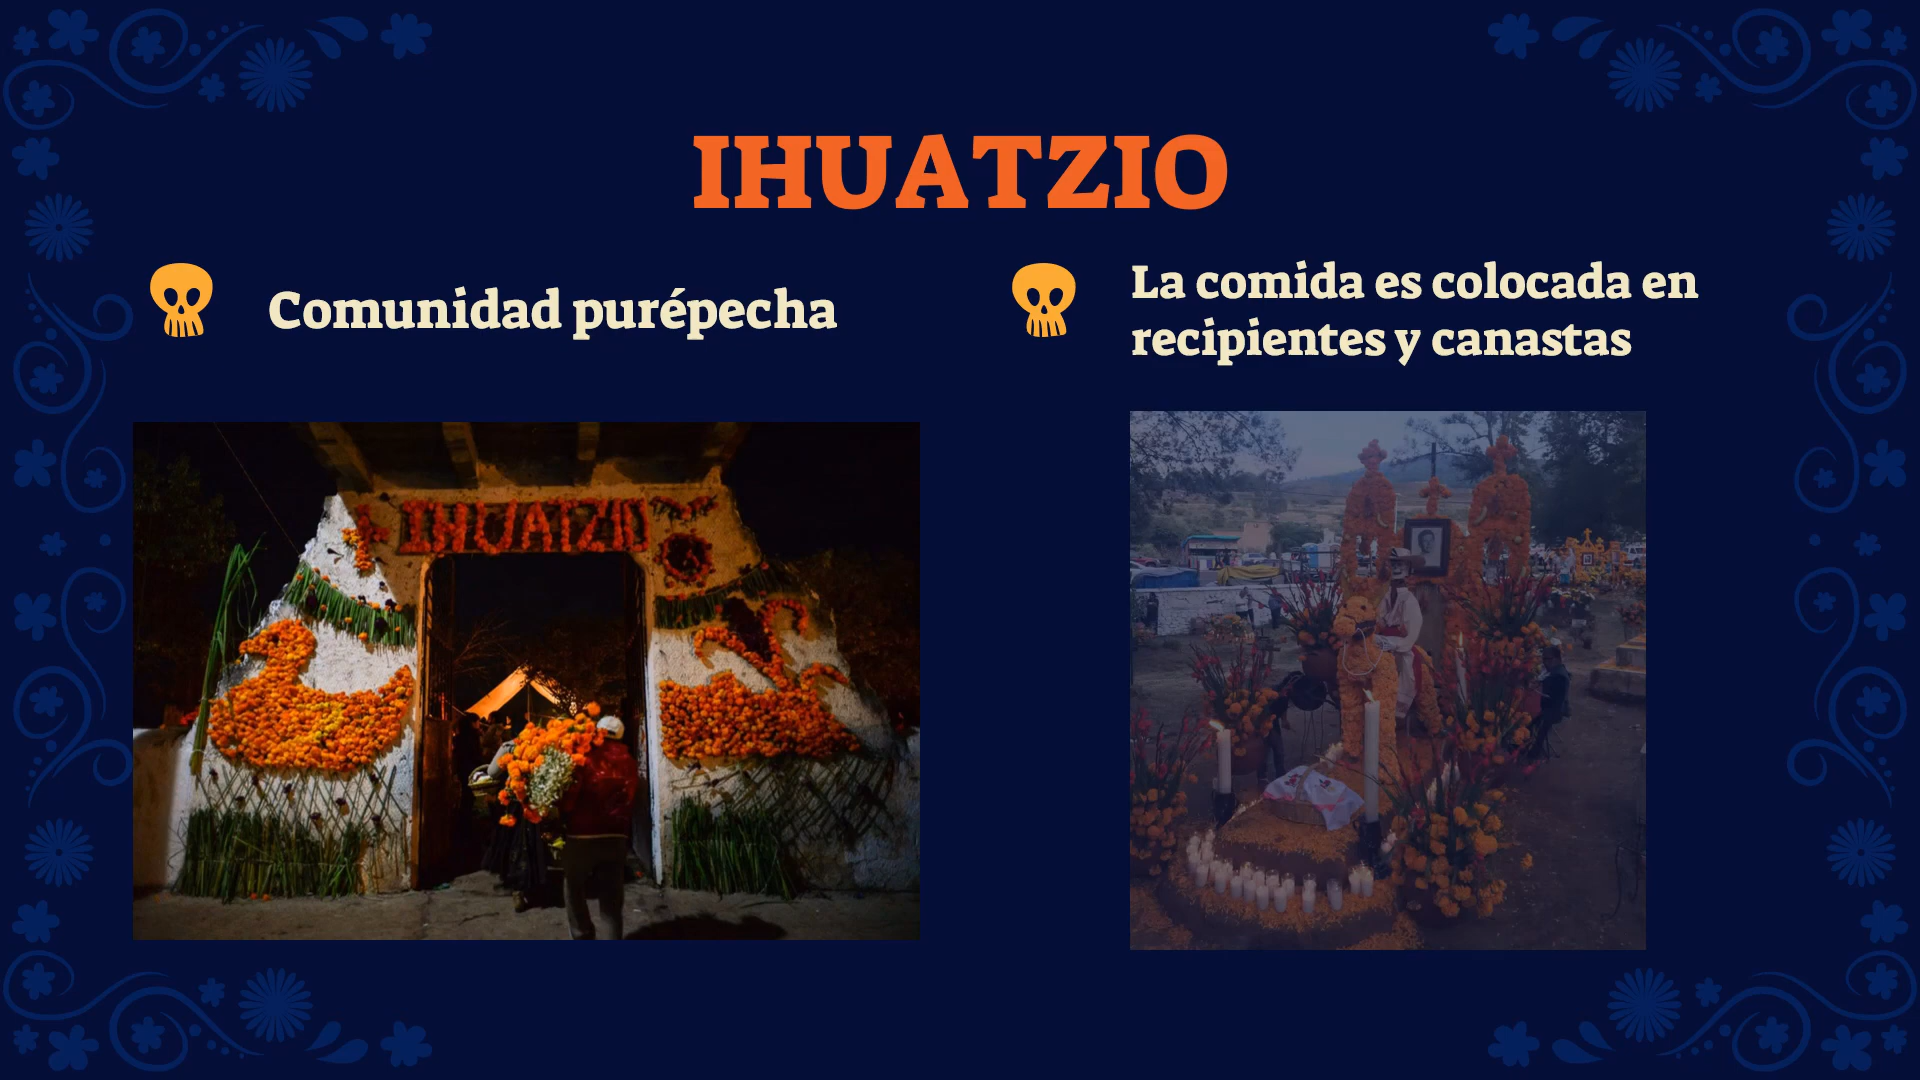 IHUATZIO
Comunidad purépecha
La comida es colocada en
recipientes y canastas
IHUATZIO